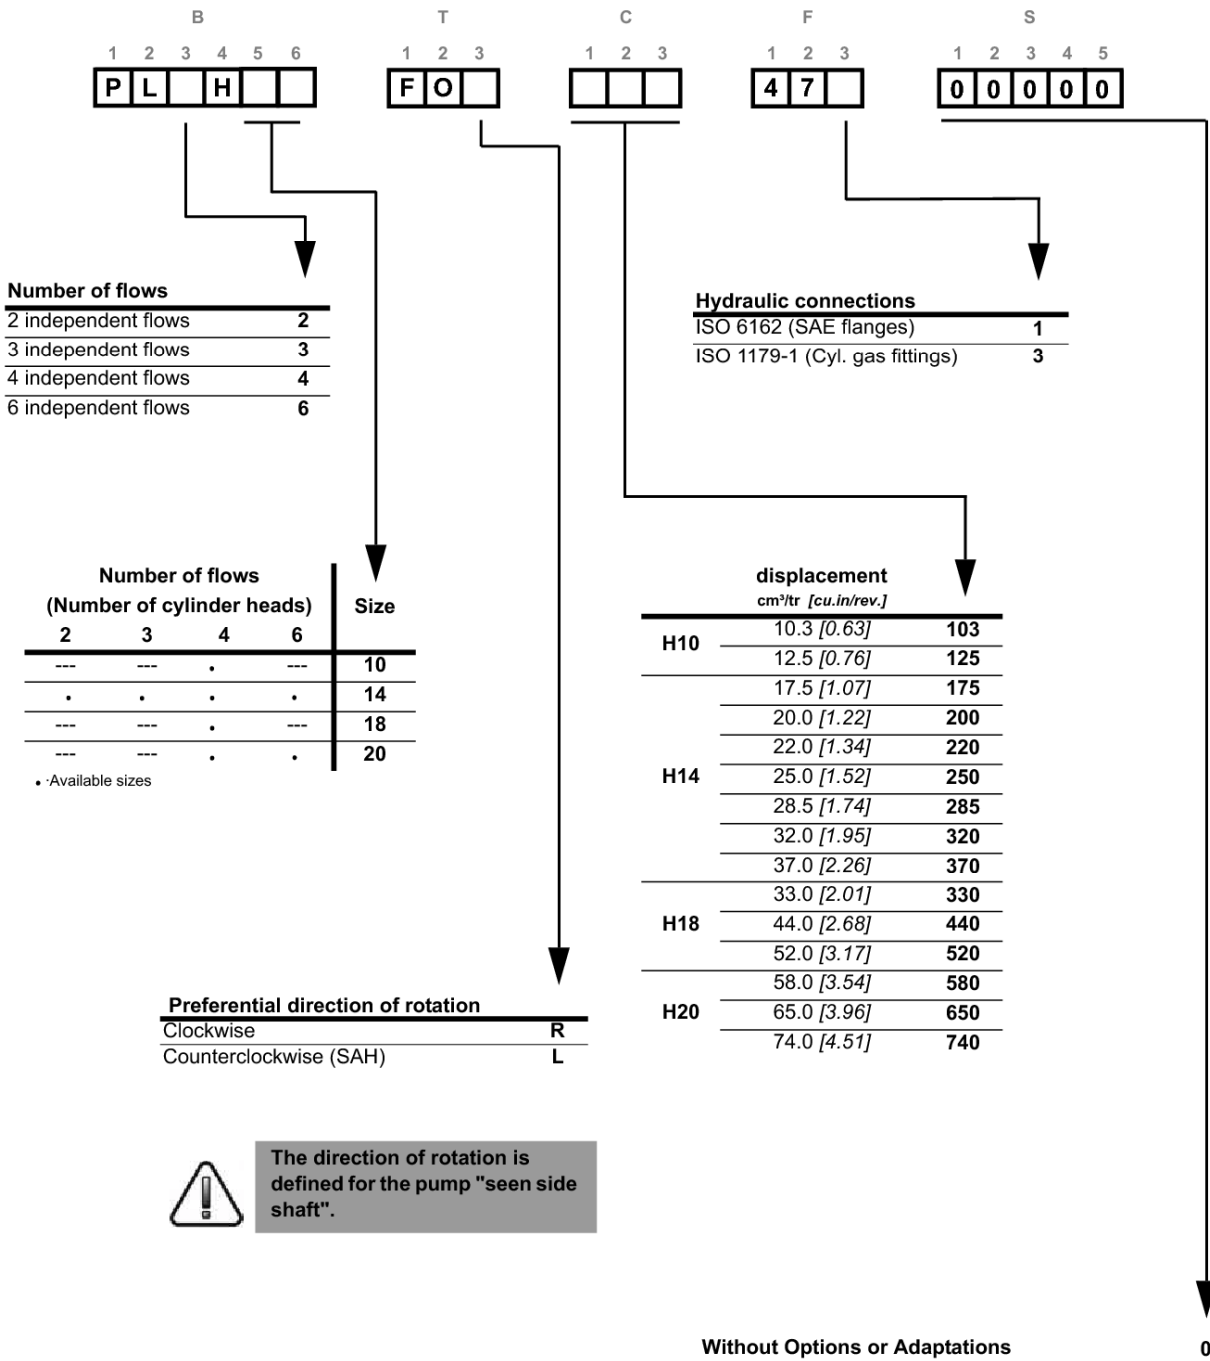 B T C F S
1 2 3 4 5 6 1 2 3 1 2 3 1 2 3 1 2 3 4 5
P L H F O 4 7 0 0 0 0 0
Number of flows
2 independent flows 2
3 independent flows 3
4 independent flows 4
6 independent flows 6
Hydraulic connections
ISO 6162 (SAE flanges) 1
ISO 1179-1 (Cyl. gas fittings) 3
Number of flows
(Number of cylinder heads) Size
2 3 4 6
--- --- • --- 10
• • • • 14
--- --- • --- 18
--- --- • • 20
• ·Available sizes
displacement
cm³/tr [cu.in/rev.]
H10
10.3 [0.63] 103
12.5 [0.76] 125
H14
17.5 [1.07] 175
20.0 [1.22] 200
22.0 [1.34] 220
25.0 [1.52] 250
28.5 [1.74] 285
32.0 [1.95] 320
37.0 [2.26] 370
H18
33.0 [2.01] 330
44.0 [2.68] 440
52.0 [3.17] 520
H20
58.0 [3.54] 580
65.0 [3.96] 650
74.0 [4.51] 740
Preferential direction of rotation
Clockwise R
Counterclockwise (SAH) L
The direction of rotation is
defined for the pump "seen side
shaft".
Without Options or Adaptations 0